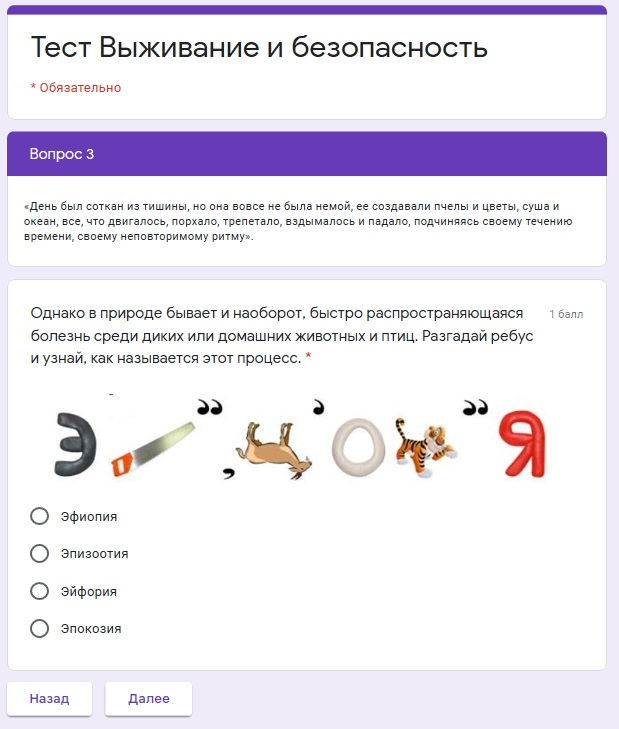 Тест Выживание и безопасность
* Обязательно
Вопрос 3
«День был соткан из тишины, но она вовсе не была немой, ее создавали пчелы и цветы, суша и
океан, все, что двигалось, порхало, трепетало, вздымалось и падало, подчиняясь своему течению
времени, своему неповторимому ритму».
Однако в природе бывает и наоборот, быстро распространяющаяся
1 балл
болезнь среди диких или домашних животных и птиц. Разгадай ребус
и узнай, как называется этот процесс. *
Э ,, , ' О ,, Я
Эфиопия
Эпизоотия
Эйфория
Эпокозия
Назад
Далее